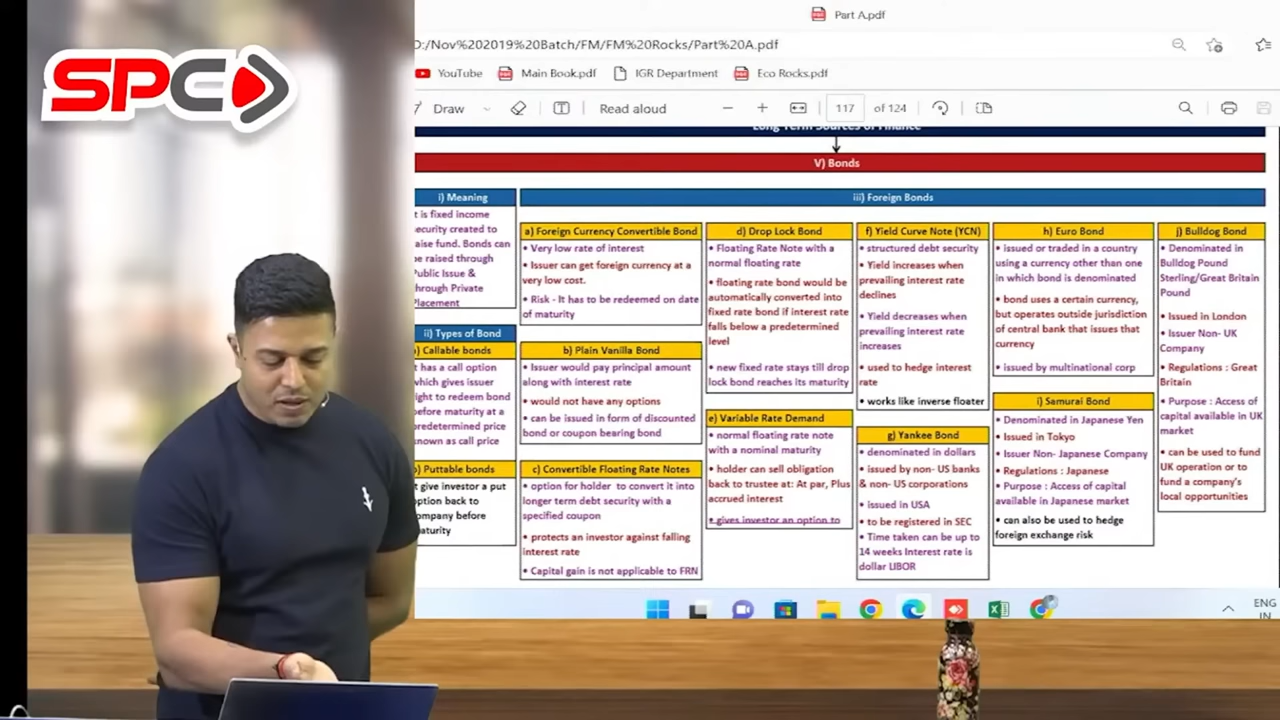 SPC
Part A.pdf
D:/Nov%202019%20Batch/FM/FM%20Rocks/Part%20A.pdf
YouTube
Main Book.pdf
IGR Department
Eco Rocks.pdf
Draw
Read aloud
117
of 124
Long Term Sources of Finance
V) Bonds
i) Meaning
t is fixed income
ecurity created to
aise fund. Bonds can
be raised through
Public Issue &
hrough Private
Placement
ii) Types of Bond
) Callable bonds
t has a call option
which gives issuer
ight to redeem bond
before maturity at a
predetermined price
known as call price
) Puttable bonds
t give investor a put
option back to
company before
maturity
iii) Foreign Bonds
a) Foreign Currency Convertible Bond
• Very low rate of interest
• Issuer can get foreign currency at a
very low cost.
• Risk - It has to be redeemed on date
of maturity
b) Plain Vanilla Bond
• Issuer would pay principal amount
along with interest rate
• would not have any options
• can be issued in form of discounted
bond or coupon bearing bond
c) Convertible Floating Rate Notes
• option for holder to convert it into
longer term debt security with a
specified coupon
• protects an investor against falling
interest rate
• Capital gain is not applicable to FRN
d) Drop Lock Bond
• Floating Rate Note with a
normal floating rate
• floating rate bond would be
automatically converted into
fixed rate bond if interest rate
falls below a predetermined
level
• new fixed rate stays till drop
lock bond reaches its maturity
e) Variable Rate Demand
• normal floating rate note
with a nominal maturity
• holder can sell obligation
back to trustee at: At par, Plus
accrued interest
• gives investor an option to
f) Yield Curve Note (YCN)
• structured debt security
• Yield increases when
prevailing interest rate
declines
• Yield decreases when
prevailing interest rate
increases
• used to hedge interest
rate
• works like inverse floater
g) Yankee Bond
• denominated in dollars
• issued by non- US banks
& non- US corporations
• issued in USA
• to be registered in SEC
• Time taken can be up to
14 weeks Interest rate is
dollar LIBOR
h) Euro Bond
• issued or traded in a country
using a currency other than one
in which bond is denominated
• bond uses a certain currency,
but operates outside jurisdiction
of central bank that issues that
currency
• issued by multinational corp
i) Samurai Bond
• Denominated in Japanese Yen
• Issued in Tokyo
• Issuer Non- Japanese Company
• Regulations : Japanese
• Purpose : Access of capital
available in Japanese market
• can also be used to hedge
foreign exchange risk
j) Bulldog Bond
• Denominated in
Bulldog Pound
Sterling/Great Britain
Pound
• Issued in London
• Issuer Non- UK
Company
• Regulations : Great
Britain
• Purpose : Access of
capital available in UK
market
• can be used to fund
UK operation or to
fund a company's
local opportunities
ENG
IN